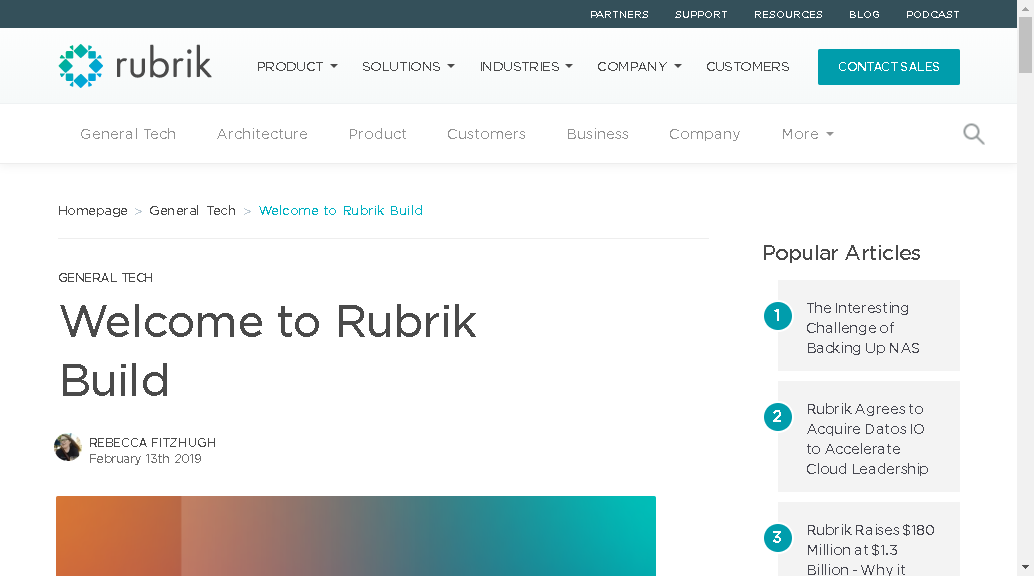 PARTNERS SUPPORT RESOURCES BLOG PODCAST
rubrik PRODUCT SOLUTIONS INDUSTRIES COMPANY CUSTOMERS CONTACT SALES
General Tech Architecture Product Customers Business Company More
Homepage > General Tech > Welcome to Rubrik Build
GENERAL TECH
Welcome to Rubrik
Build
REBECCA FITZHUGH
February 13th 2019
Popular Articles
1
The Interesting
Challenge of
Backing Up NAS
2
Rubrik Agrees to
Acquire Datos IO
to Accelerate
Cloud Leadership
3
Rubrik Raises $180
Million at $1.3
Billion - Why it